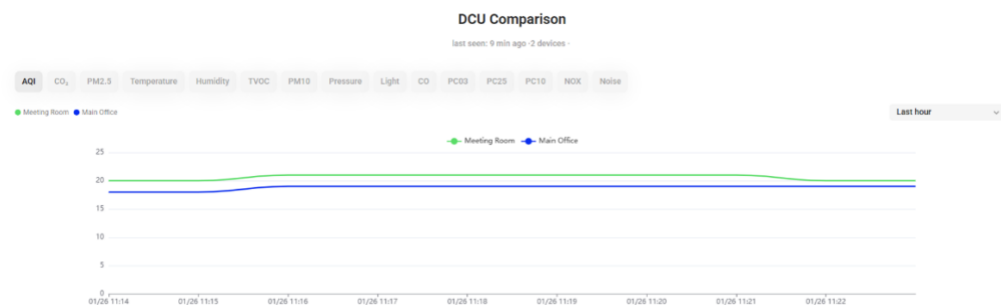 DCU Comparison
last seen: 9 min ago ·2 devices ·
AQI CO₂ PM2.5 Temperature Humidity TVOC PM10 Pressure Light CO PC03 PC25 PC10 NOX Noise
Meeting Room Main Office
Last hour
Meeting Room Main Office
25
20
15
10
5
0
01/26 11:14 01/26 11:15 01/26 11:16 01/26 11:17 01/26 11:18 01/26 11:19 01/26 11:20 01/26 11:21 01/26 11:22